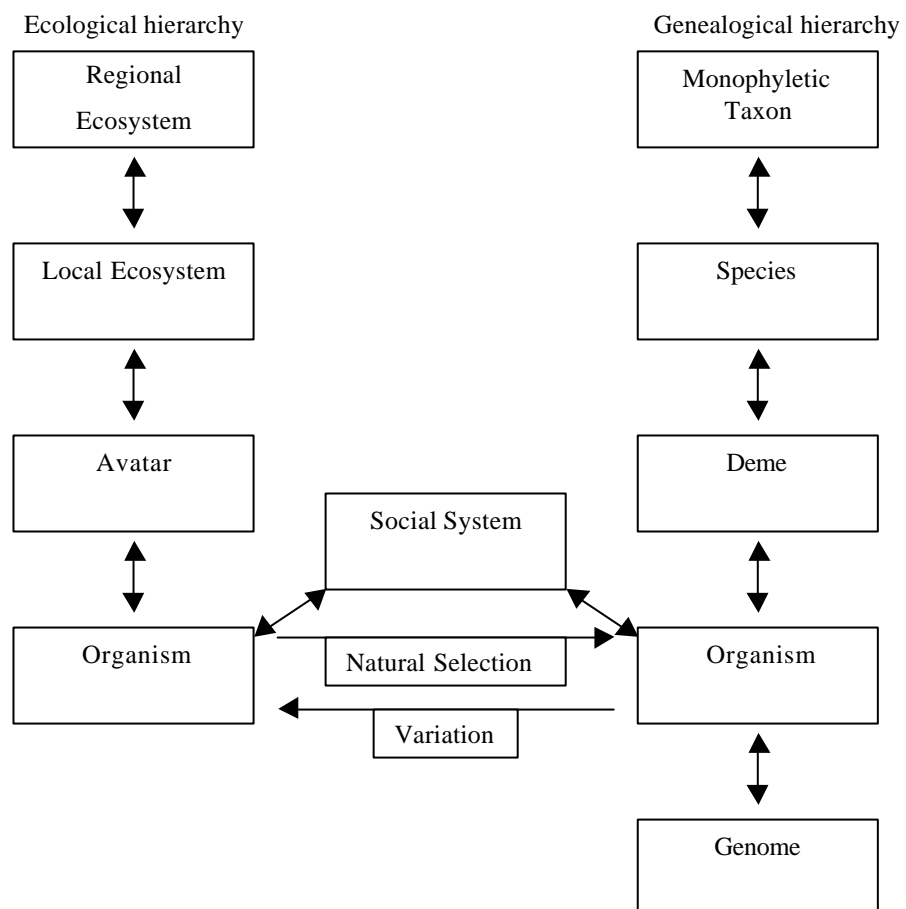 Ecological hierarchy
Genealogical hierarchy
Regional
Ecosystem
Monophyletic
Taxon
Local Ecosystem
Species
Avatar
Deme
Social System
Organism
Natural Selection
Organism
Variation
Genome